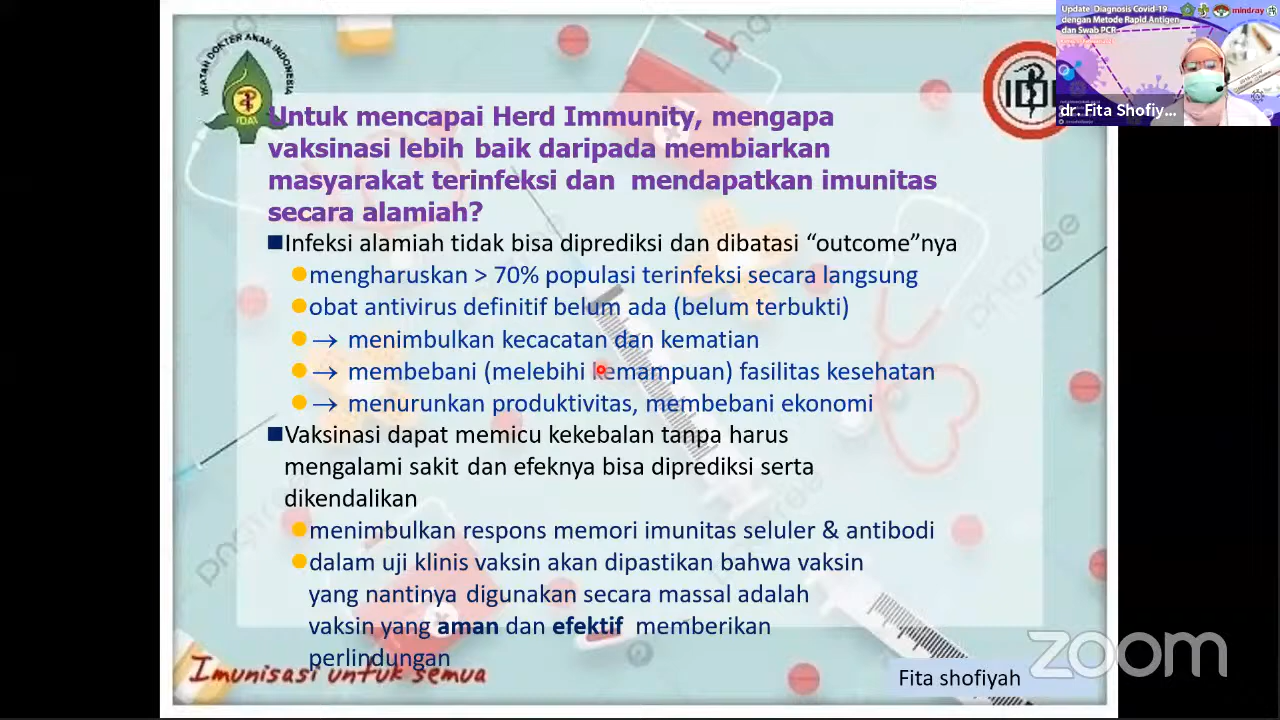 Update Diagnosis Covid-19
dengan Metode Rapid Antigen
dan Swab PCR
mindray
dr. Fita Shofiy...
IKATAN DOKTER ANAK INDONESIA
IDAI
IDI
Untuk mencapai Herd Immunity, mengapa
vaksinasi lebih baik daripada membiarkan
masyarakat terinfeksi dan mendapatkan imunitas
secara alamiah?
Infeksi alamiah tidak bisa diprediksi dan dibatasi “outcome”nya
mengharuskan > 70% populasi terinfeksi secara langsung
obat antivirus definitif belum ada (belum terbukti)
→ menimbulkan kecacatan dan kematian
→ membebani (melebihi kemampuan) fasilitas kesehatan
→ menurunkan produktivitas, membebani ekonomi
Vaksinasi dapat memicu kekebalan tanpa harus
mengalami sakit dan efeknya bisa diprediksi serta
dikendalikan
menimbulkan respons memori imunitas seluler & antibodi
dalam uji klinis vaksin akan dipastikan bahwa vaksin
yang nantinya digunakan secara massal adalah
vaksin yang aman dan efektif memberikan
perlindungan
Imunisasi untuk semua
Fita shofiyah
zoom
pngtree
pngtree
pngtree